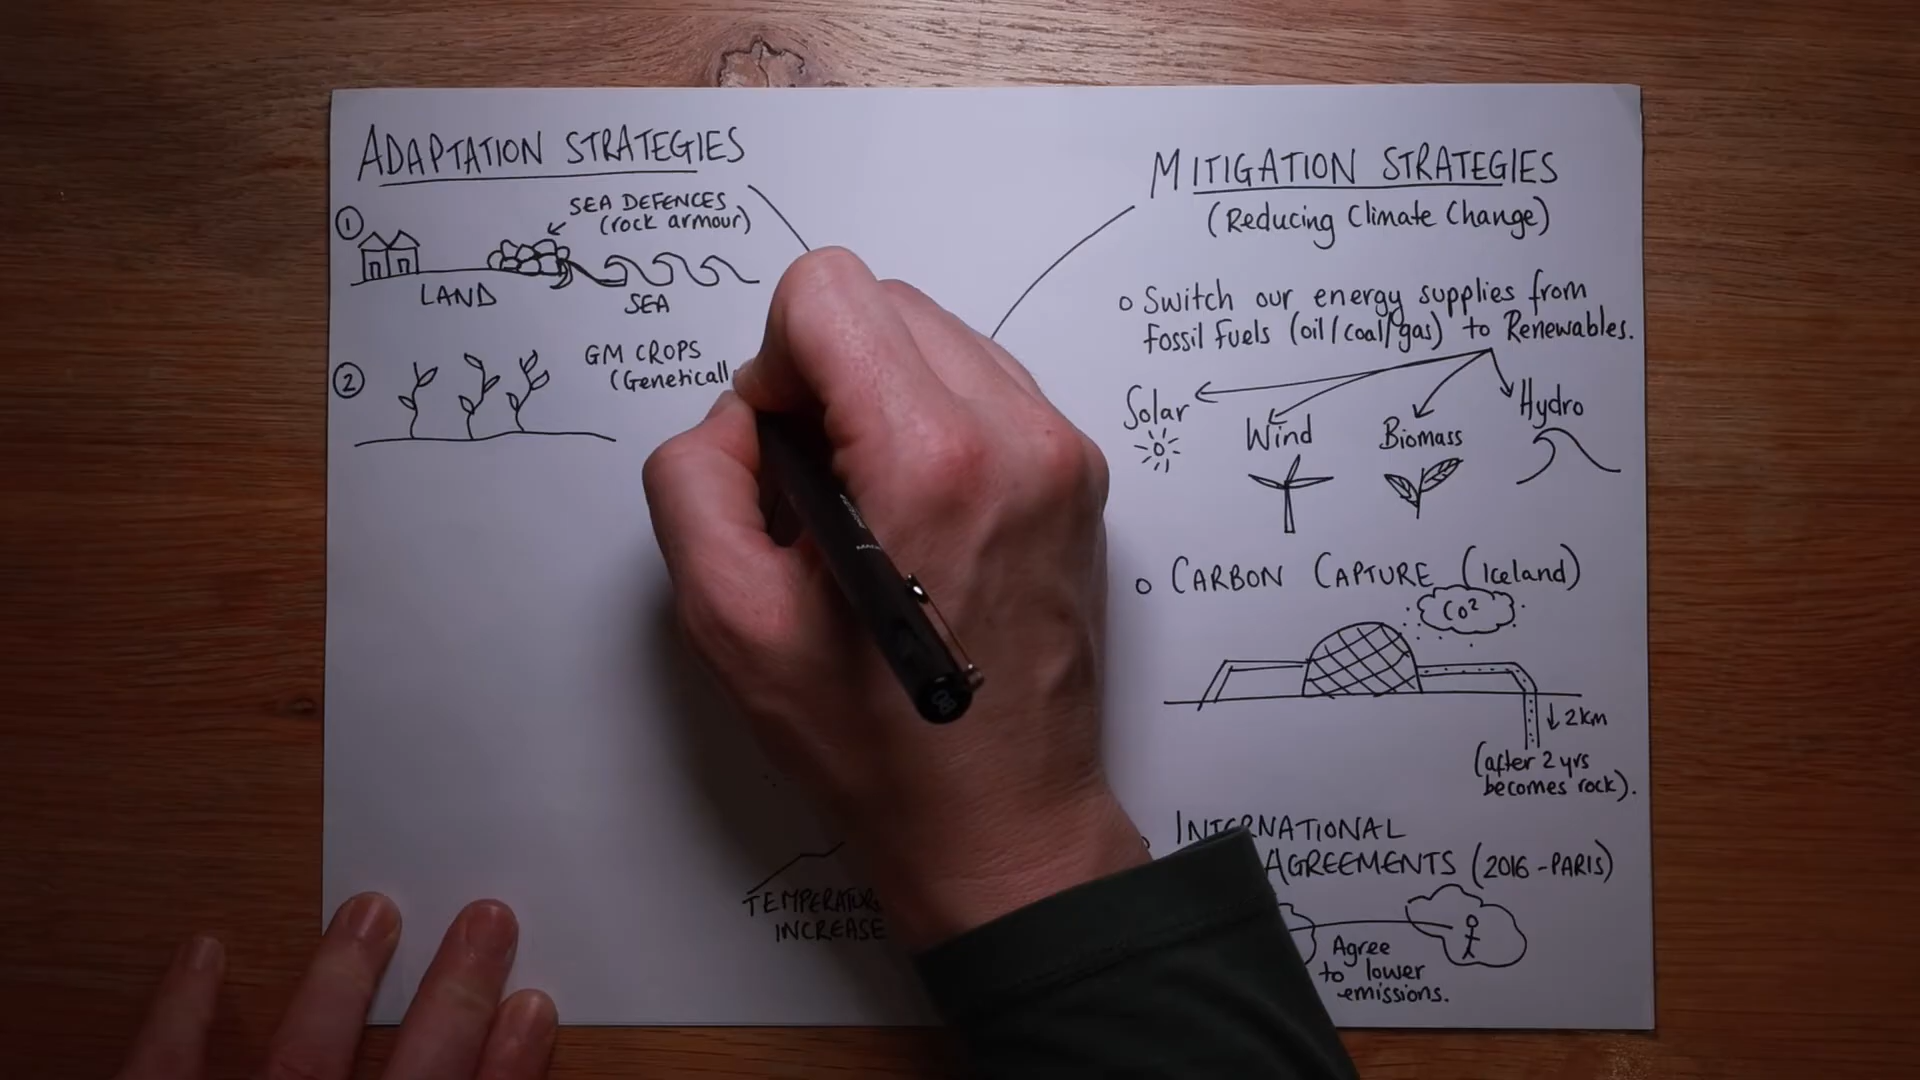 ADAPTATION STRATEGIES
① SEA DEFENCES
(rock armour)
LAND
SEA
② GM CROPS
(Geneticall
TEMPERATURE
INCREASE
MITIGATION STRATEGIES
(Reducing Climate Change)
o Switch our energy supplies from
Fossil Fuels (oil/coal/gas) to Renewables.
Solar
Wind
Biomass
Hydro
o CARBON CAPTURE (Iceland)
CO²
↓ 2km
(after 2 yrs
becomes rock).
INTERNATIONAL
AGREEMENTS (2016 - PARIS)
Agree
to lower
emissions.
08